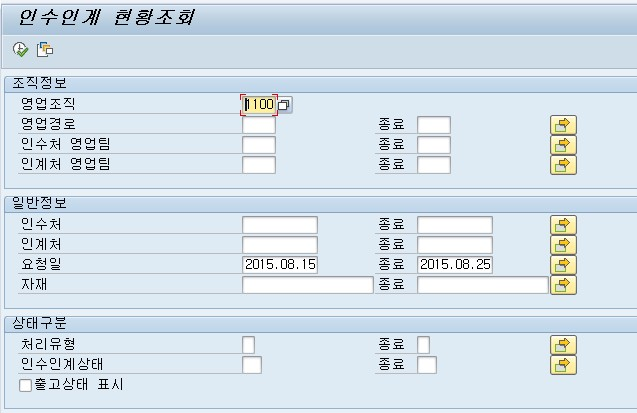 인수인계 현황조회
조직정보
영업조직 1100
영업경로 종료
인수처 영업팀 종료
인계처 영업팀 종료
일반정보
인수처 종료
인계처 종료
요청일 2015.08.15 종료 2015.08.25
자재 종료
상태구분
처리유형 종료
인수인계상태 종료
출고상태 표시